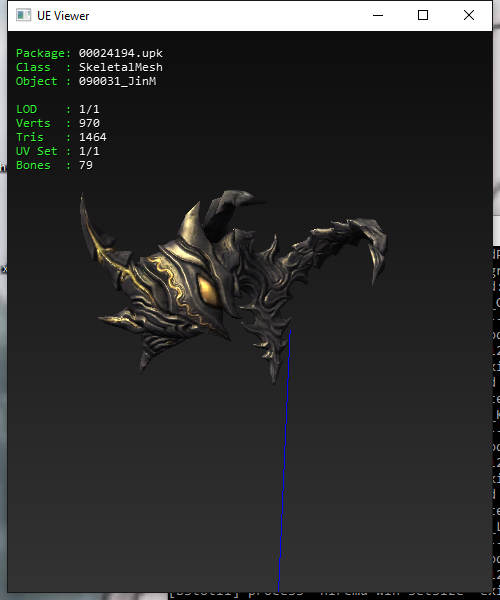 UE Viewer
Package: 00024194.upk
Class  : SkeletalMesh
Object : 090031_JinM
LOD    : 1/1
Verts  : 970
Tris   : 1464
UV Set : 1/1
Bones  : 79